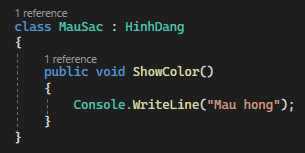 1 reference
class MauSac : HinhDang
{
1 reference
public void ShowColor()
{
Console.WriteLine("Mau hong");
}
}